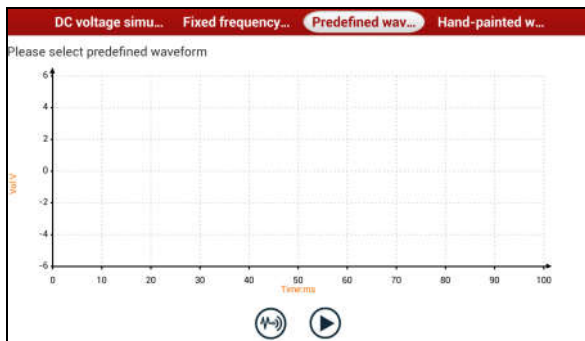 DC voltage simu... Fixed frequency... Predefined wav... Hand-painted w...
Please select predefined waveform
6
4
2
0
-2
-4
-6
Vol:V
0 10 20 30 40 50 60 70 80 90 100
Time:ms